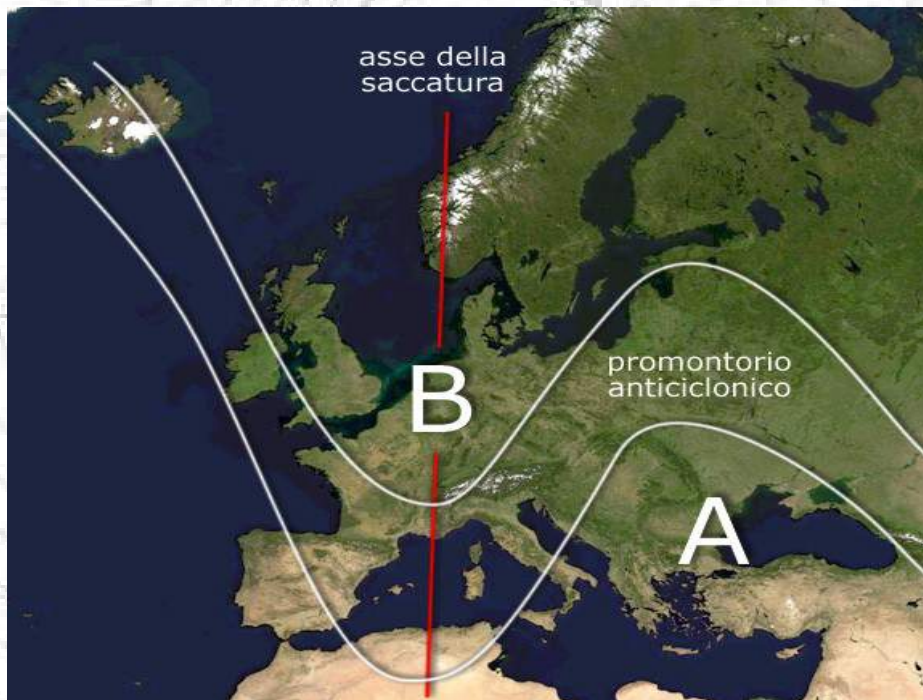 asse della
saccatura
B
promontorio
anticiclonico
A